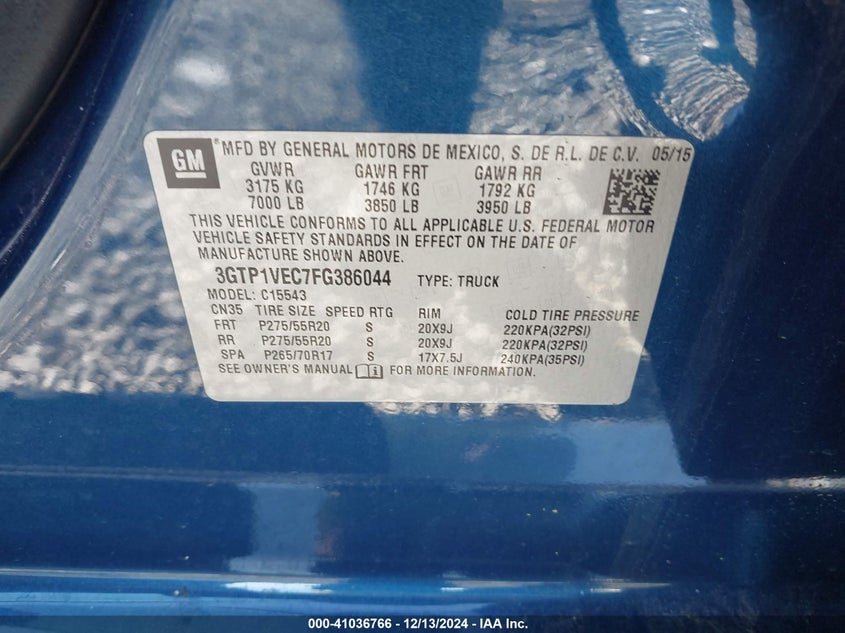 GM MFD BY GENERAL MOTORS DE MEXICO, S. DE R.L. DE C.V. 05/15
GVWR GAWR FRT GAWR RR
3175 KG 1746 KG 1792 KG
7000 LB 3850 LB 3950 LB
THIS VEHICLE CONFORMS TO ALL APPLICABLE U.S. FEDERAL MOTOR
VEHICLE SAFETY STANDARDS IN EFFECT ON THE DATE OF
MANUFACTURE SHOWN ABOVE.
3GTP1VEC7FG386044 TYPE: TRUCK
MODEL: C15543
CN35 TIRE SIZE SPEED RTG RIM COLD TIRE PRESSURE
FRT P275/55R20 S 20X9J 220KPA(32PSI)
RR P275/55R20 S 20X9J 220KPA(32PSI)
SPA P265/70R17 S 17X7.5J 240KPA(35PSI)
SEE OWNER'S MANUAL FOR MORE INFORMATION.
000-41036766 - 12/13/2024 - IAA Inc.